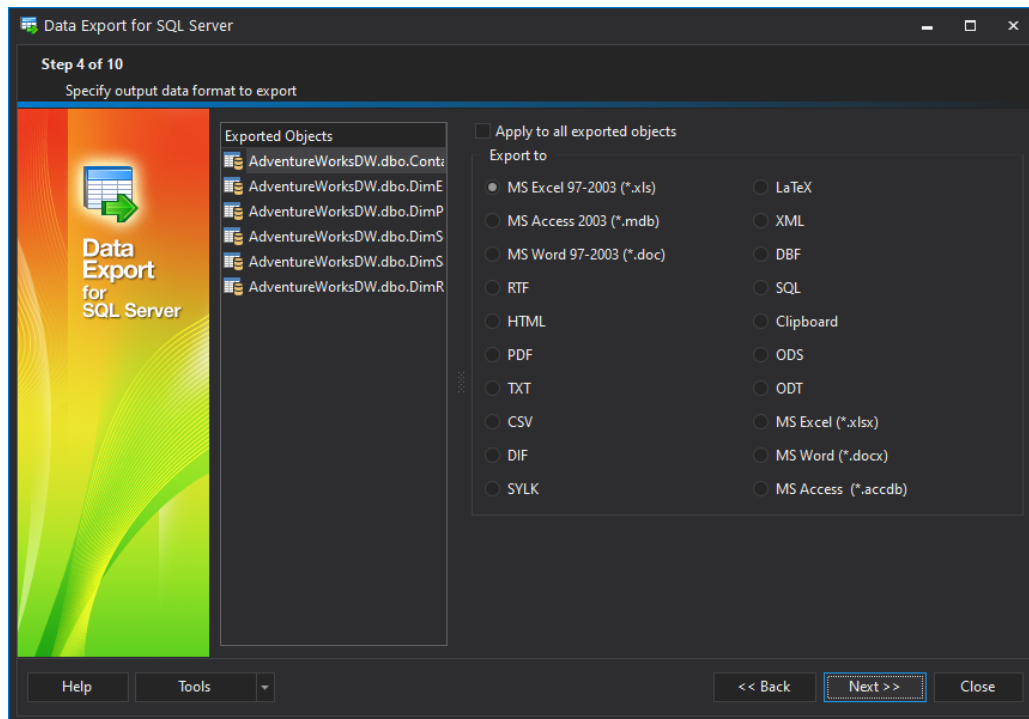 Data Export for SQL Server
Step 4 of 10
Specify output data format to export
Data
Export
for
SQL Server
Exported Objects
AdventureWorksDW.dbo.Conta
AdventureWorksDW.dbo.DimE
AdventureWorksDW.dbo.DimP
AdventureWorksDW.dbo.DimS
AdventureWorksDW.dbo.DimS
AdventureWorksDW.dbo.DimR
Apply to all exported objects
Export to
MS Excel 97-2003 (*.xls)
MS Access 2003 (*.mdb)
MS Word 97-2003 (*.doc)
RTF
HTML
PDF
TXT
CSV
DIF
SYLK
LaTeX
XML
DBF
SQL
Clipboard
ODS
ODT
MS Excel (*.xlsx)
MS Word (*.docx)
MS Access (*.accdb)
Help
Tools
<< Back
Next >>
Close